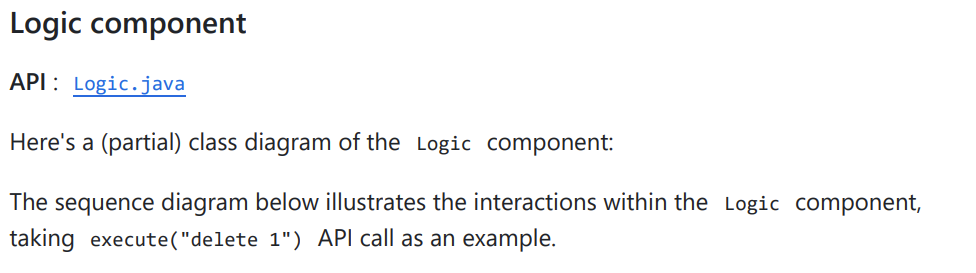 Logic component
API : Logic.java
Here's a (partial) class diagram of the Logic component:
The sequence diagram below illustrates the interactions within the Logic component,
taking execute("delete 1") API call as an example.